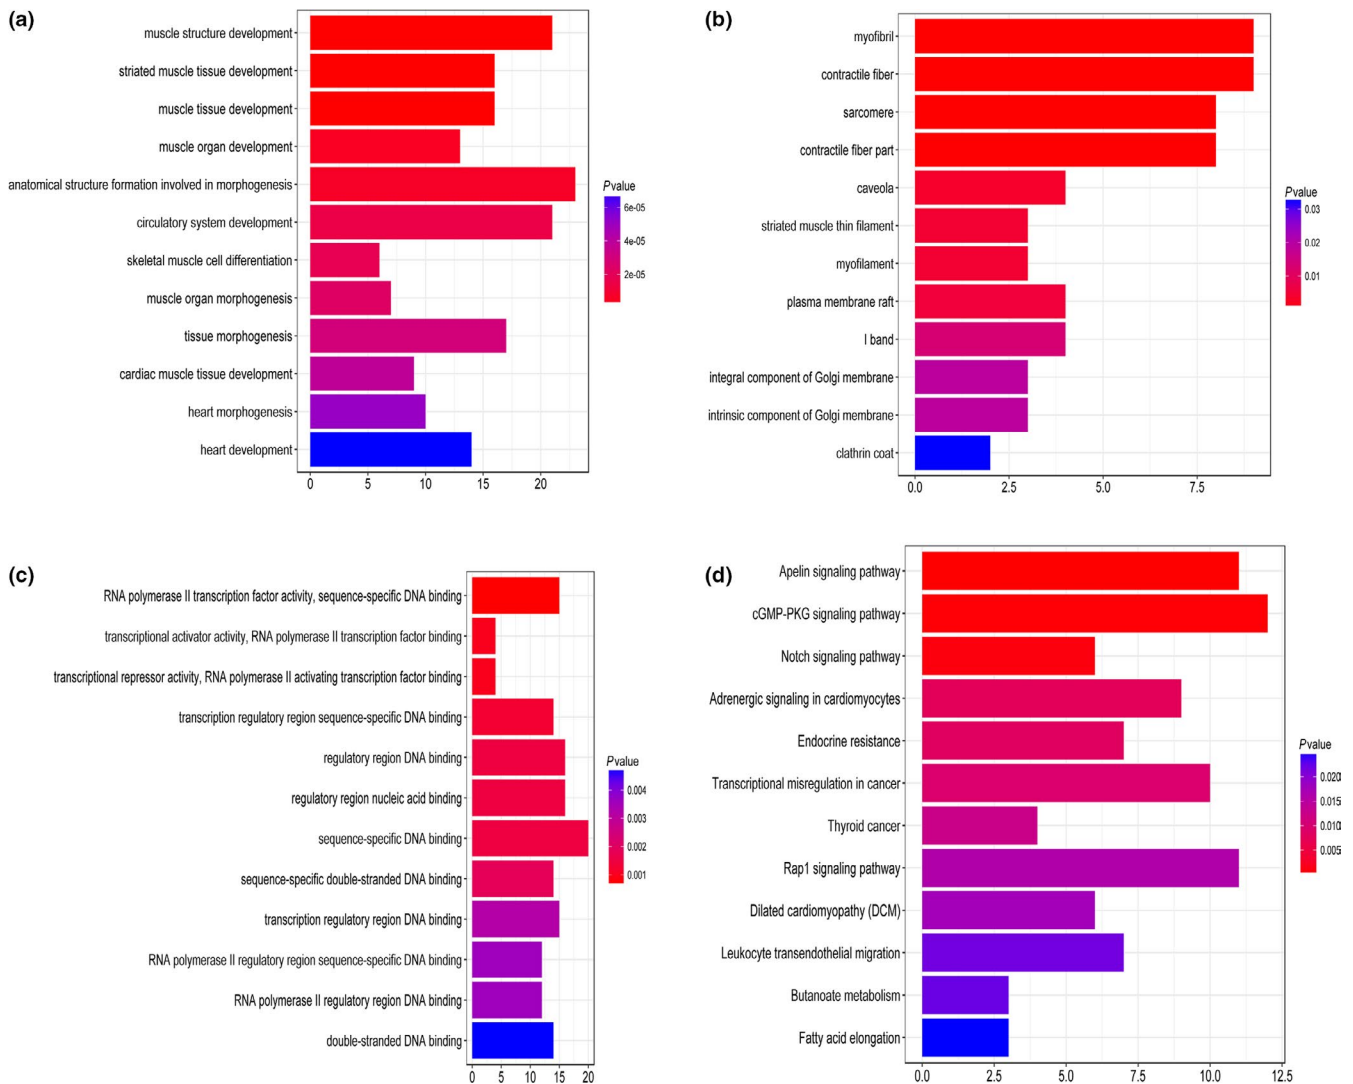 (a)
muscle structure development
striated muscle tissue development
muscle tissue development
muscle organ development
anatomical structure formation involved in morphogenesis
circulatory system development
skeletal muscle cell differentiation
muscle organ morphogenesis
tissue morphogenesis
cardiac muscle tissue development
heart morphogenesis
heart development
0 5 10 15 20
Pvalue
6e-05
4e-05
2e-05
(b)
myofibril
contractile fiber
sarcomere
contractile fiber part
caveola
striated muscle thin filament
myofilament
plasma membrane raft
I band
integral component of Golgi membrane
intrinsic component of Golgi membrane
clathrin coat
0.0 2.5 5.0 7.5
Pvalue
0.03
0.02
0.01
(c)
RNA polymerase II transcription factor activity, sequence-specific DNA binding
transcriptional activator activity, RNA polymerase II transcription factor binding
transcriptional repressor activity, RNA polymerase II activating transcription factor binding
transcription regulatory region sequence-specific DNA binding
regulatory region DNA binding
regulatory region nucleic acid binding
sequence-specific DNA binding
sequence-specific double-stranded DNA binding
transcription regulatory region DNA binding
RNA polymerase II regulatory region sequence-specific DNA binding
RNA polymerase II regulatory region DNA binding
double-stranded DNA binding
0 5 10 15 20
Pvalue
0.004
0.003
0.002
0.001
(d)
Apelin signaling pathway
cGMP-PKG signaling pathway
Notch signaling pathway
Adrenergic signaling in cardiomyocytes
Endocrine resistance
Transcriptional misregulation in cancer
Thyroid cancer
Rap1 signaling pathway
Dilated cardiomyopathy (DCM)
Leukocyte transendothelial migration
Butanoate metabolism
Fatty acid elongation
0.0 2.5 5.0 7.5 10.0 12.5
Pvalue
0.020
0.015
0.010
0.005